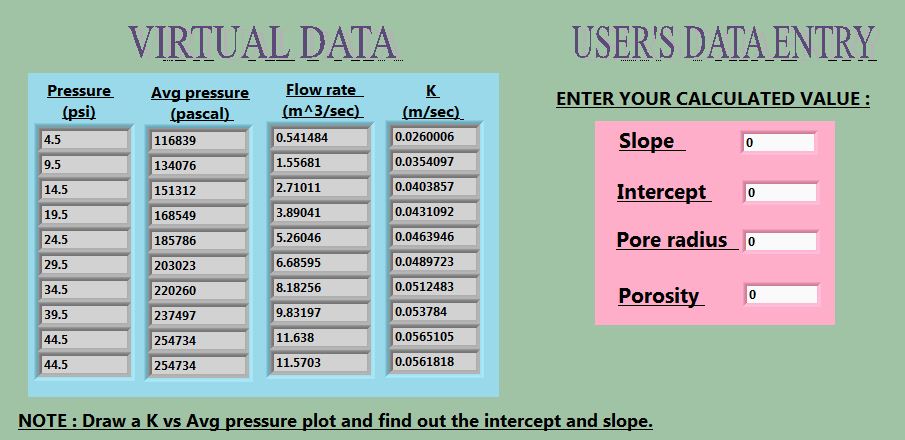 VIRTUAL DATA
USER'S DATA ENTRY
Pressure (psi)
Avg pressure (pascal)
Flow rate (m^3/sec)
K (m/sec)
4.5 116839 0.541484 0.0260006
9.5 134076 1.55681 0.0354097
14.5 151312 2.71011 0.0403857
19.5 168549 3.89041 0.0431092
24.5 185786 5.26046 0.0463946
29.5 203023 6.68595 0.0489723
34.5 220260 8.18256 0.0512483
39.5 237497 9.83197 0.053784
44.5 254734 11.638 0.0565105
44.5 254734 11.5703 0.0561818
ENTER YOUR CALCULATED VALUE :
Slope 0
Intercept 0
Pore radius 0
Porosity 0
NOTE : Draw a K vs Avg pressure plot and find out the intercept and slope.